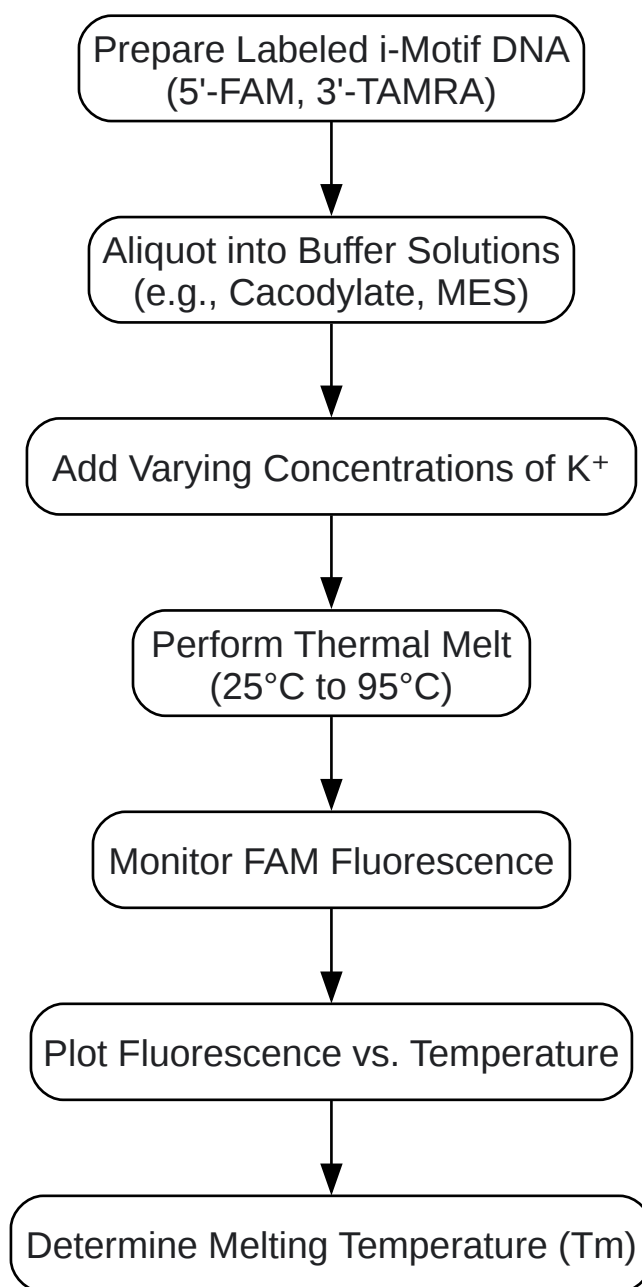 Prepare Labeled i-Motif DNA
(5'-FAM, 3'-TAMRA)
Aliquot into Buffer Solutions
(e.g., Cacodylate, MES)
Add Varying Concentrations of K⁺
Perform Thermal Melt
(25°C to 95°C)
Monitor FAM Fluorescence
Plot Fluorescence vs. Temperature
Determine Melting Temperature (Tm)